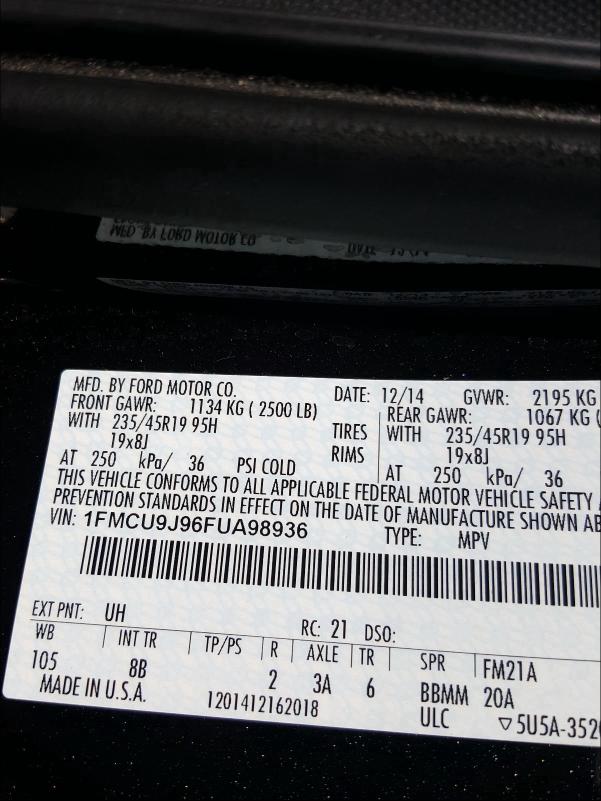 MFD. BY FORD MOTOR CO.
DATE: 12/14 GVWR: 2195 KG
FRONT GAWR: 1134 KG ( 2500 LB)
REAR GAWR: 1067 KG (
WITH 235/45R19 95H TIRES WITH 235/45R19 95H
19x8J RIMS 19x8J
AT 250 kPa/ 36 PSI COLD AT 250 kPa/ 36
THIS VEHICLE CONFORMS TO ALL APPLICABLE FEDERAL MOTOR VEHICLE SAFETY
PREVENTION STANDARDS IN EFFECT ON THE DATE OF MANUFACTURE SHOWN AB
VIN: 1FMCU9J96FUA98936 TYPE: MPV
EXT PNT: UH RC: 21 DSO:
WB INT TR TP/PS R AXLE TR SPR FM21A
105 8B 2 3A 6 BBMM 20A
MADE IN U.S.A. 1201412162018 ULC ▽5U5A-352